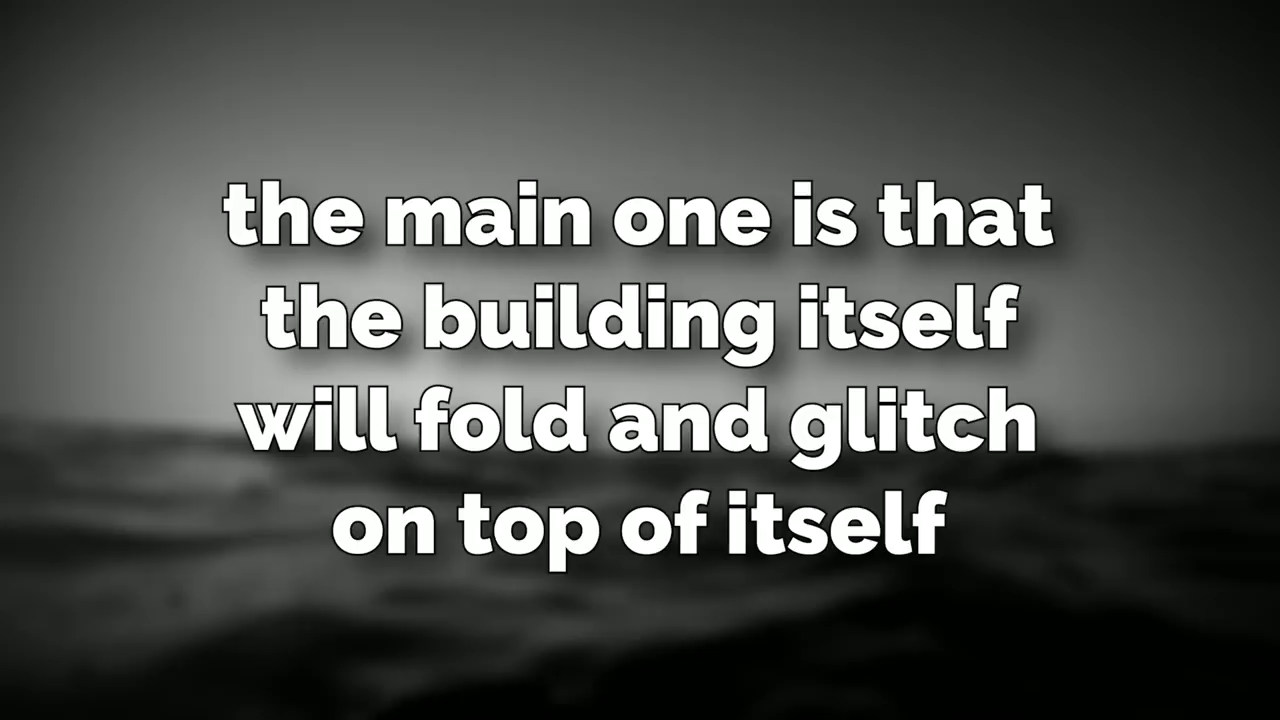 the main one is that
the building itself
will fold and glitch
on top of itself